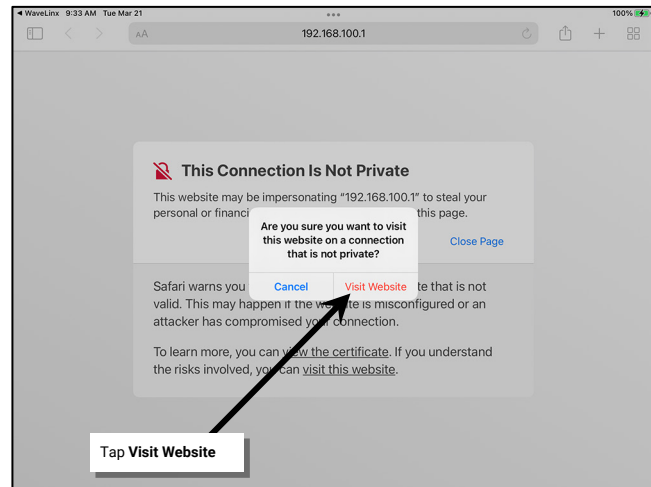 ◀ WaveLinx 9:33 AM Tue Mar 21
100%
AA
192.168.100.1
This Connection Is Not Private
This website may be impersonating “192.168.100.1” to steal your
personal or financi this page.
Are you sure you want to visit
this website on a connection
that is not private?
Close Page
Cancel Visit Website
Safari warns you te that is not
valid. This may happen if the website is misconfigured or an
attacker has compromised your connection.
To learn more, you can view the certificate. If you understand
the risks involved, you can visit this website.
Tap Visit Website